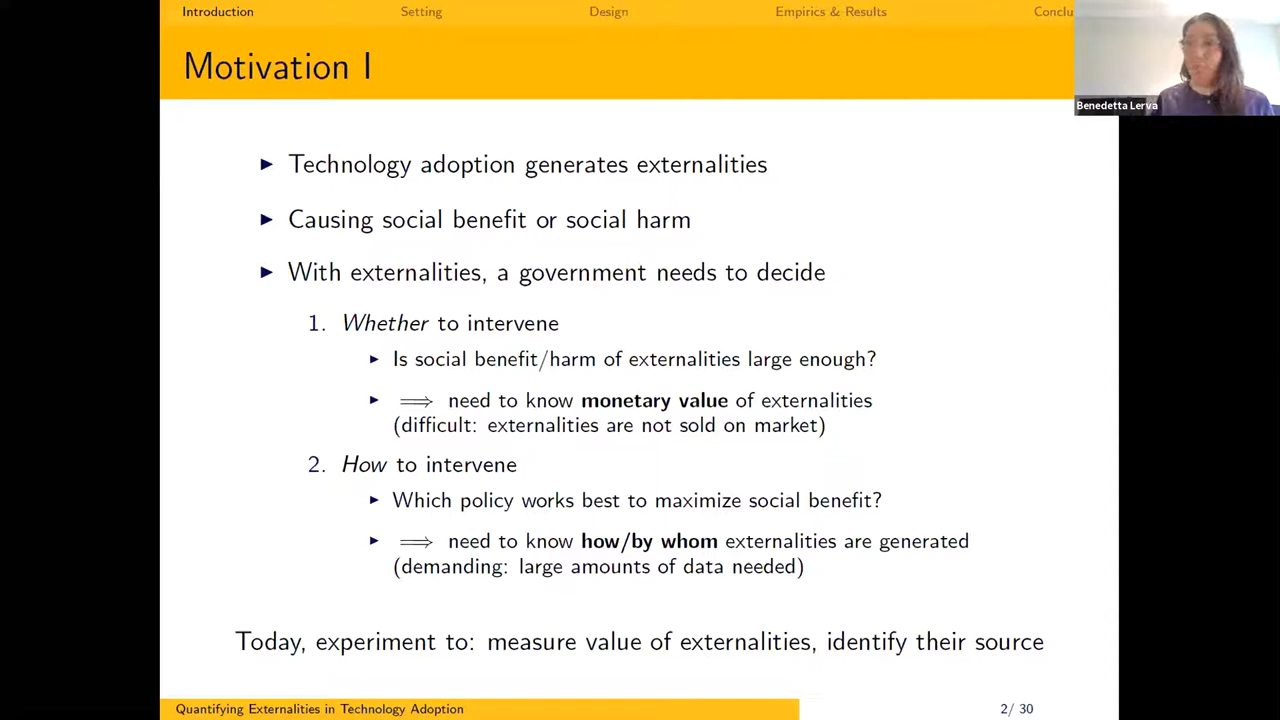 Introduction Setting Design Empirics & Results Conclu
Motivation I
Benedetta Lerva
Technology adoption generates externalities
Causing social benefit or social harm
With externalities, a government needs to decide
1. Whether to intervene
Is social benefit/harm of externalities large enough?
⟹ need to know monetary value of externalities
(difficult: externalities are not sold on market)
2. How to intervene
Which policy works best to maximize social benefit?
⟹ need to know how/by whom externalities are generated
(demanding: large amounts of data needed)
Today, experiment to: measure value of externalities, identify their source
Quantifying Externalities in Technology Adoption 2/ 30